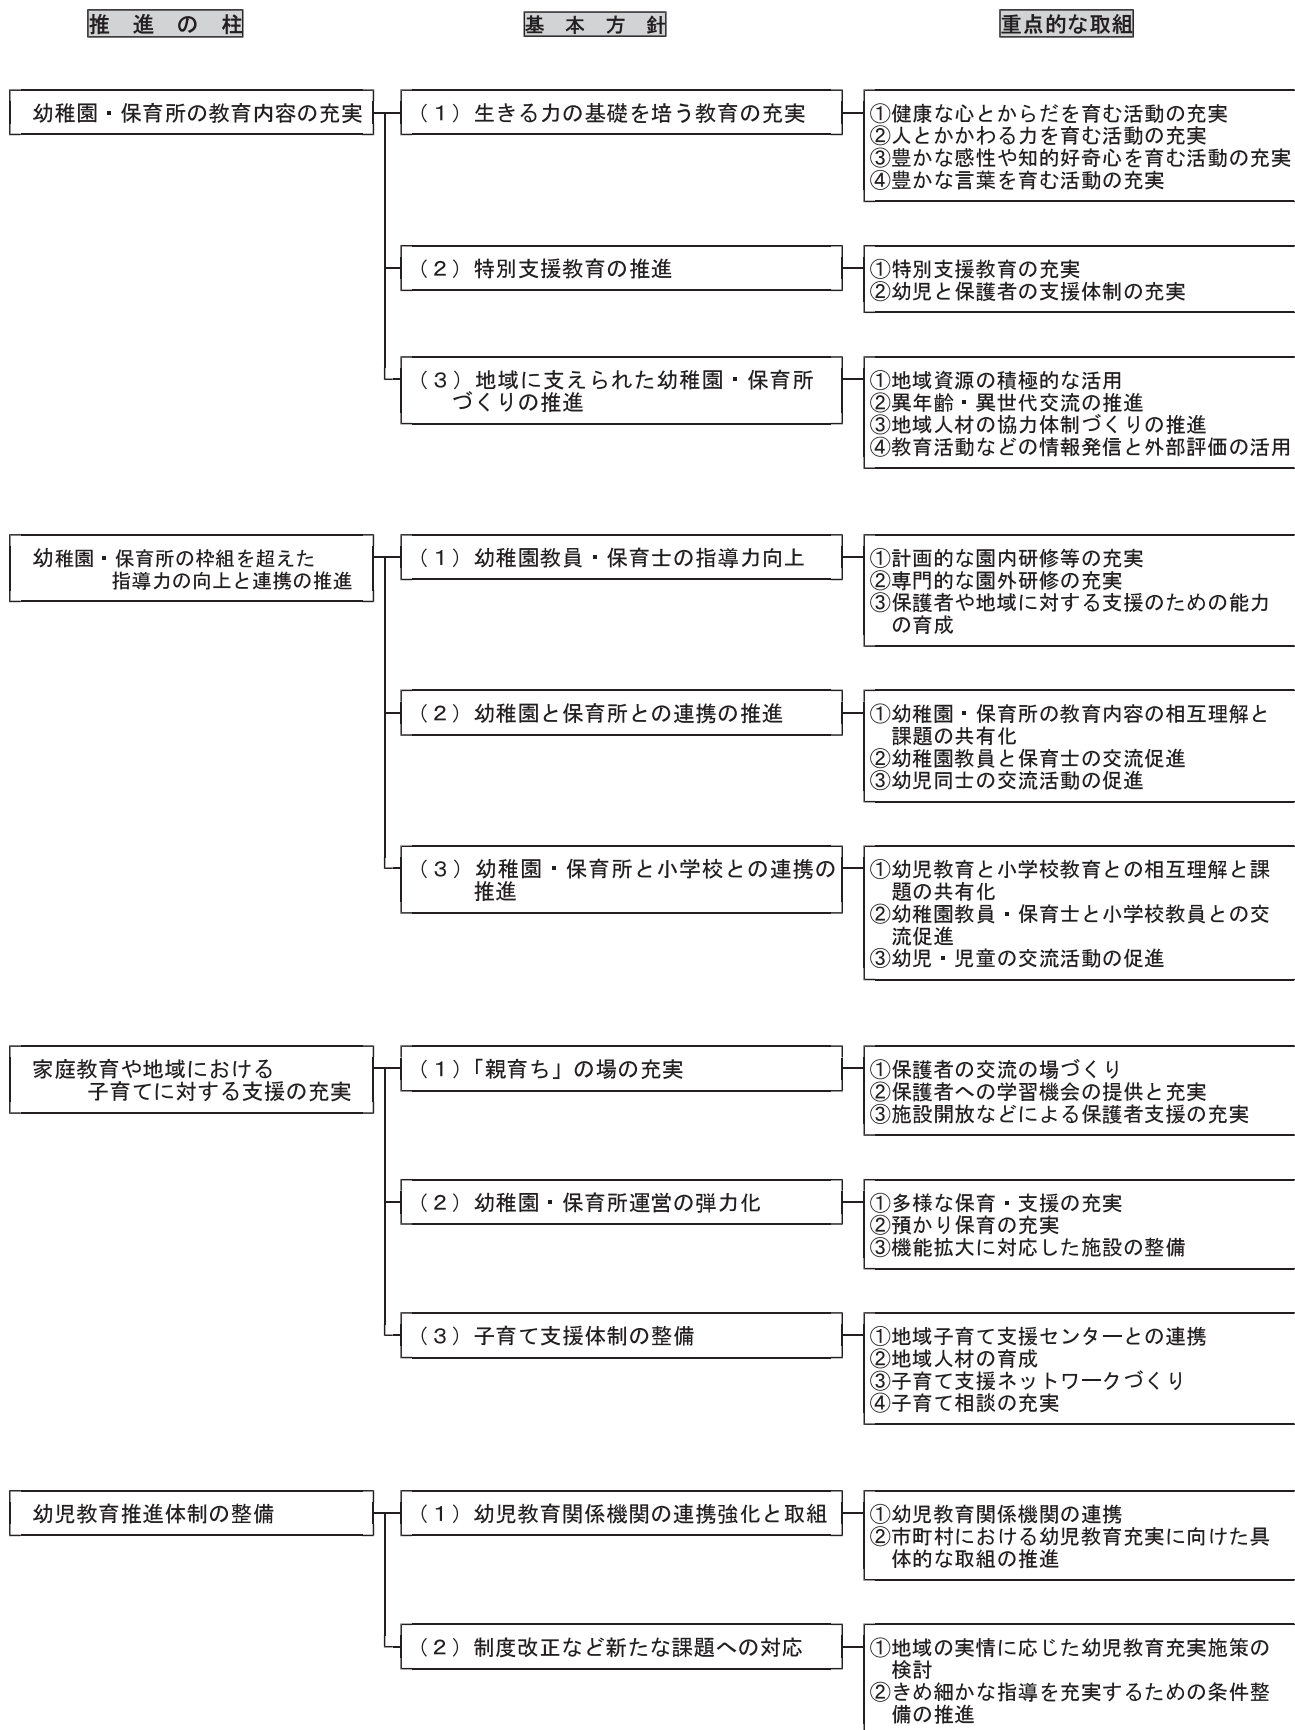 推進の柱
基本方針
重点的な取組
幼稚園・保育所の教育内容の充実
（１）生きる力の基礎を培う教育の充実
①健康な心とからだを育む活動の充実
②人とかかわる力を育む活動の充実
③豊かな感性や知的好奇心を育む活動の充実
④豊かな言葉を育む活動の充実
（２）特別支援教育の推進
①特別支援教育の充実
②幼児と保護者の支援体制の充実
（３）地域に支えられた幼稚園・保育所
づくりの推進
①地域資源の積極的な活用
②異年齢・異世代交流の推進
③地域人材の協力体制づくりの推進
④教育活動などの情報発信と外部評価の活用
幼稚園・保育所の枠組を超えた
指導力の向上と連携の推進
（１）幼稚園教員・保育士の指導力向上
①計画的な園内研修等の充実
②専門的な園外研修の充実
③保護者や地域に対する支援のための能力
の育成
（２）幼稚園と保育所との連携の推進
①幼稚園・保育所の教育内容の相互理解と
課題の共有化
②幼稚園教員と保育士の交流促進
③幼児同士の交流活動の促進
（３）幼稚園・保育所と小学校との連携の
推進
①幼児教育と小学校教育との相互理解と課
題の共有化
②幼稚園教員・保育士と小学校教員との交
流促進
③幼児・児童の交流活動の促進
家庭教育や地域における
子育てに対する支援の充実
（１）「親育ち」の場の充実
①保護者の交流の場づくり
②保護者への学習機会の提供と充実
③施設開放などによる保護者支援の充実
（２）幼稚園・保育所運営の弾力化
①多様な保育・支援の充実
②預かり保育の充実
③機能拡大に対応した施設の整備
（３）子育て支援体制の整備
①地域子育て支援センターとの連携
②地域人材の育成
③子育て支援ネットワークづくり
④子育て相談の充実
幼児教育推進体制の整備
（１）幼児教育関係機関の連携強化と取組
①幼児教育関係機関の連携
②市町村における幼児教育充実に向けた具
体的な取組の推進
（２）制度改正など新たな課題への対応
①地域の実情に応じた幼児教育充実施策の
検討
②きめ細かな指導を充実するための条件整
備の推進